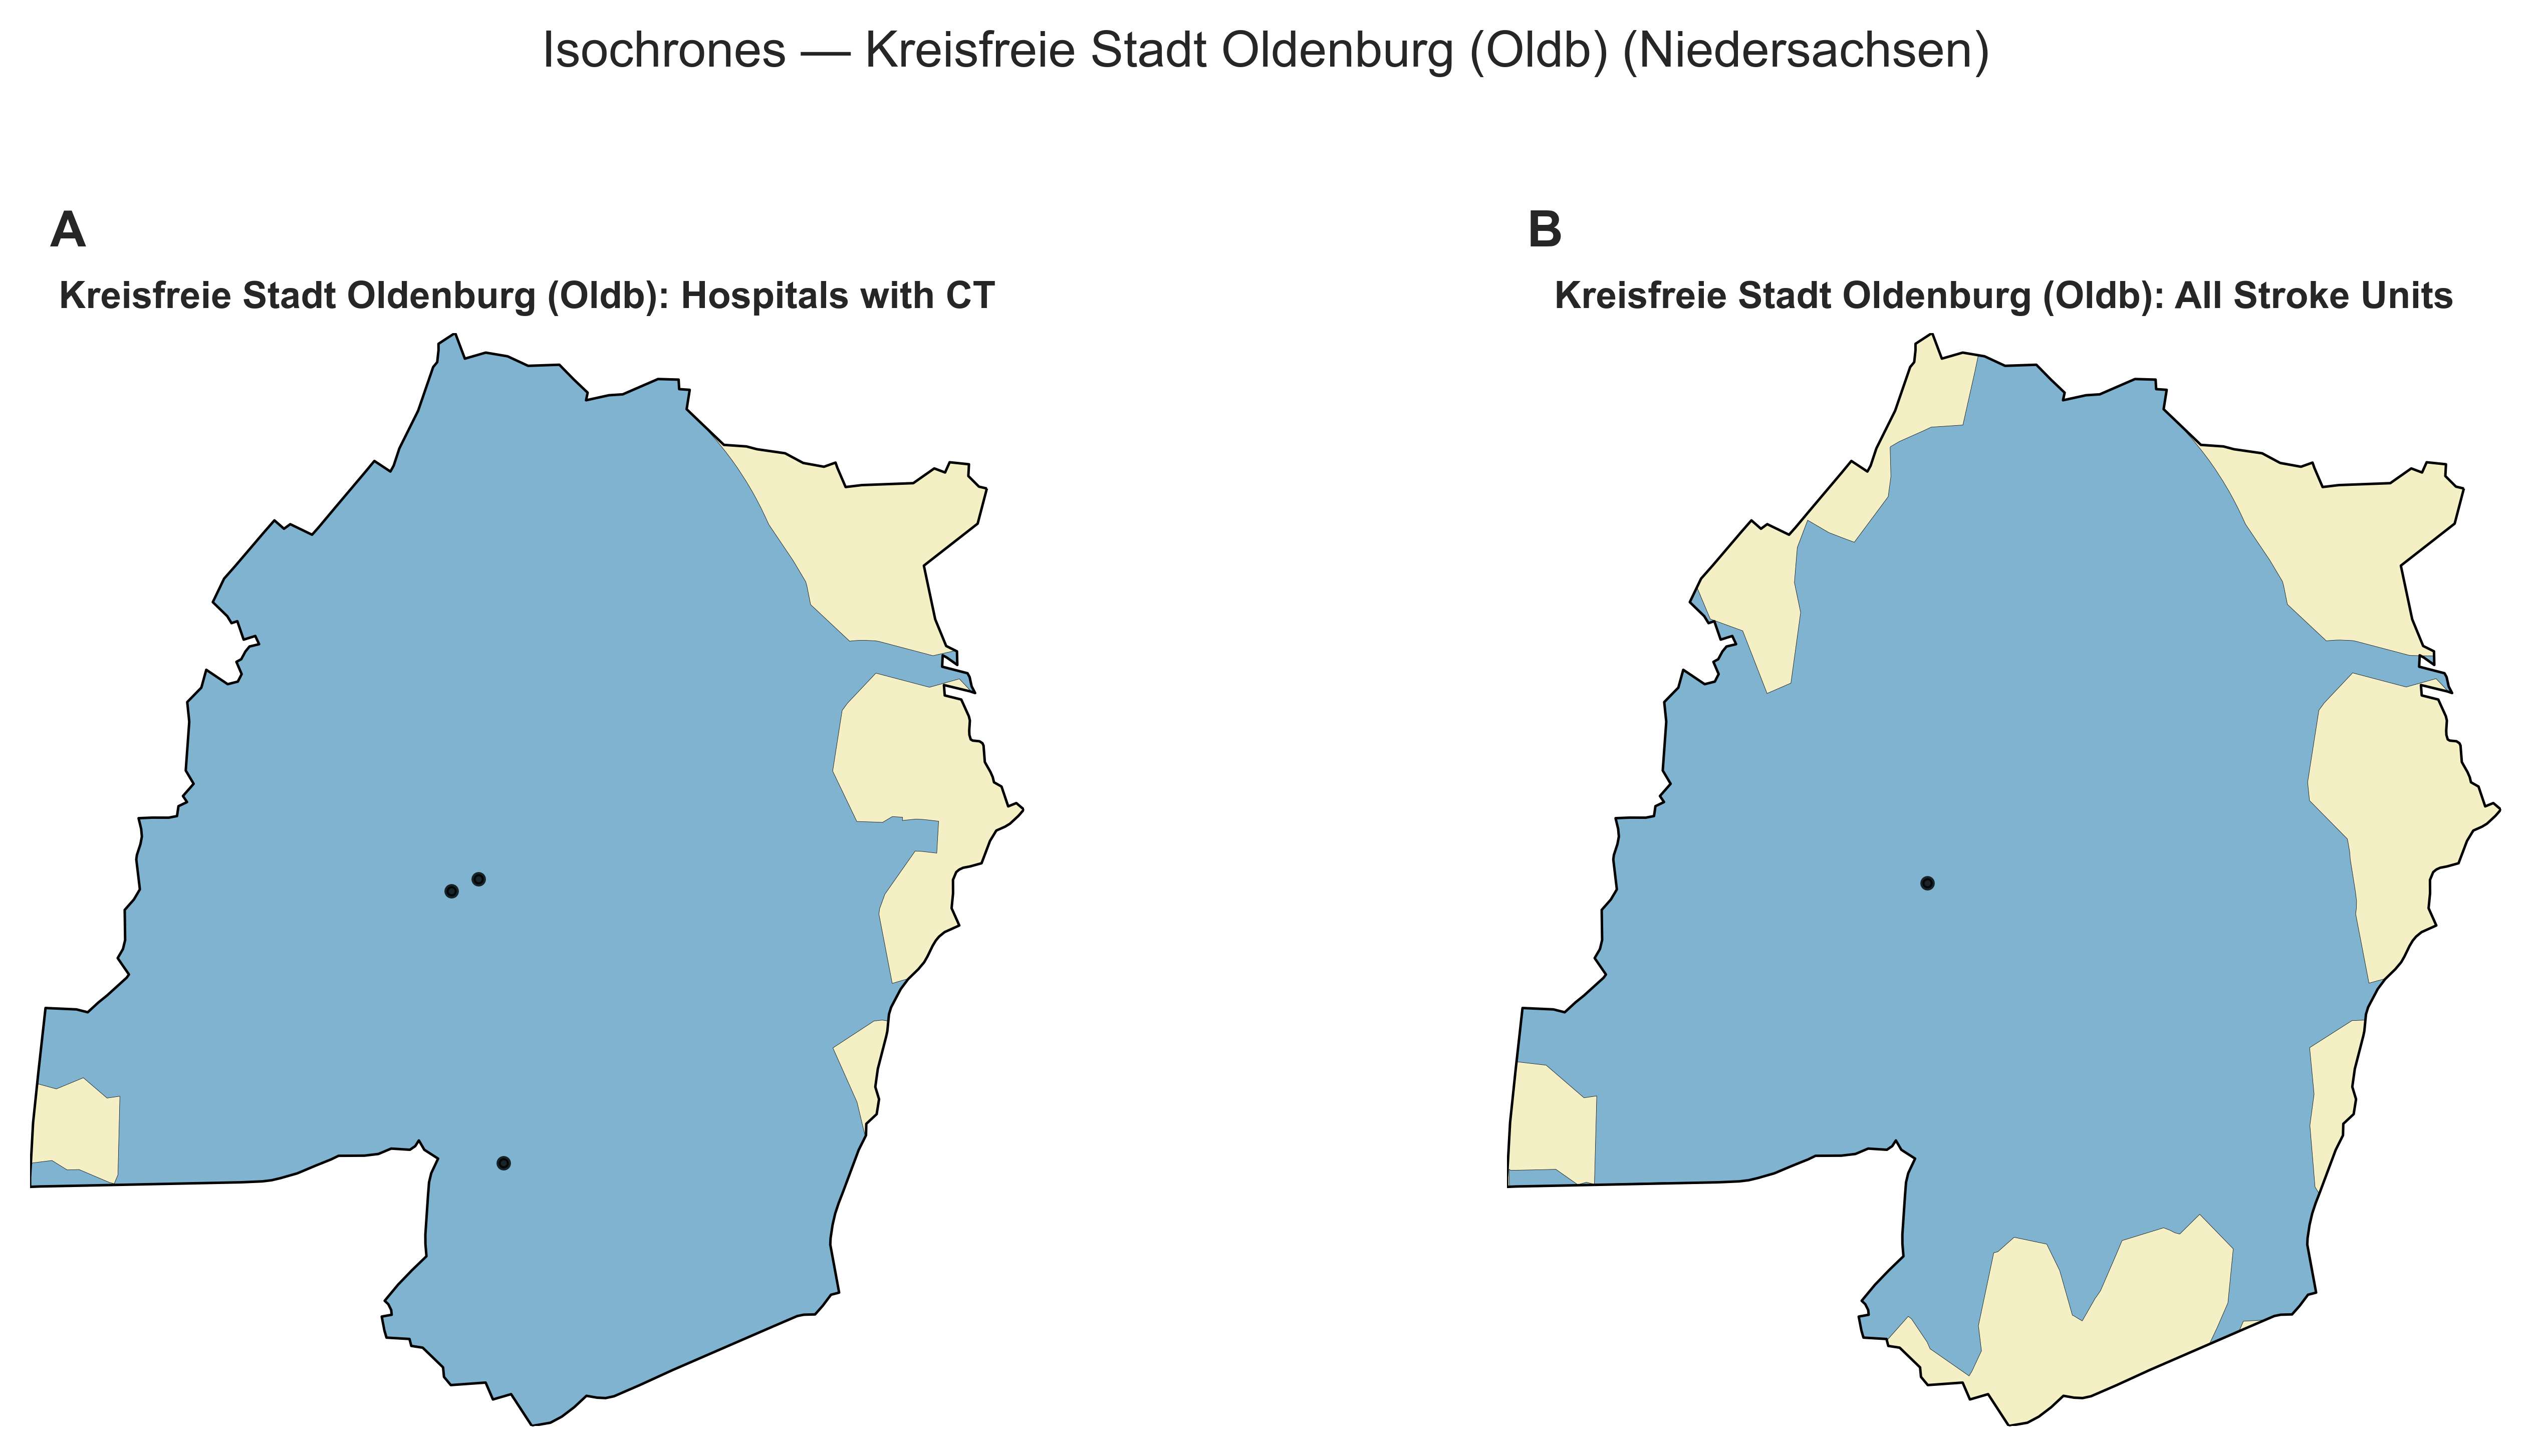 Isochrones — Kreisfreie Stadt Oldenburg (Oldb) (Niedersachsen)
A
Kreisfreie Stadt Oldenburg (Oldb): Hospitals with CT
B
Kreisfreie Stadt Oldenburg (Oldb): All Stroke Units